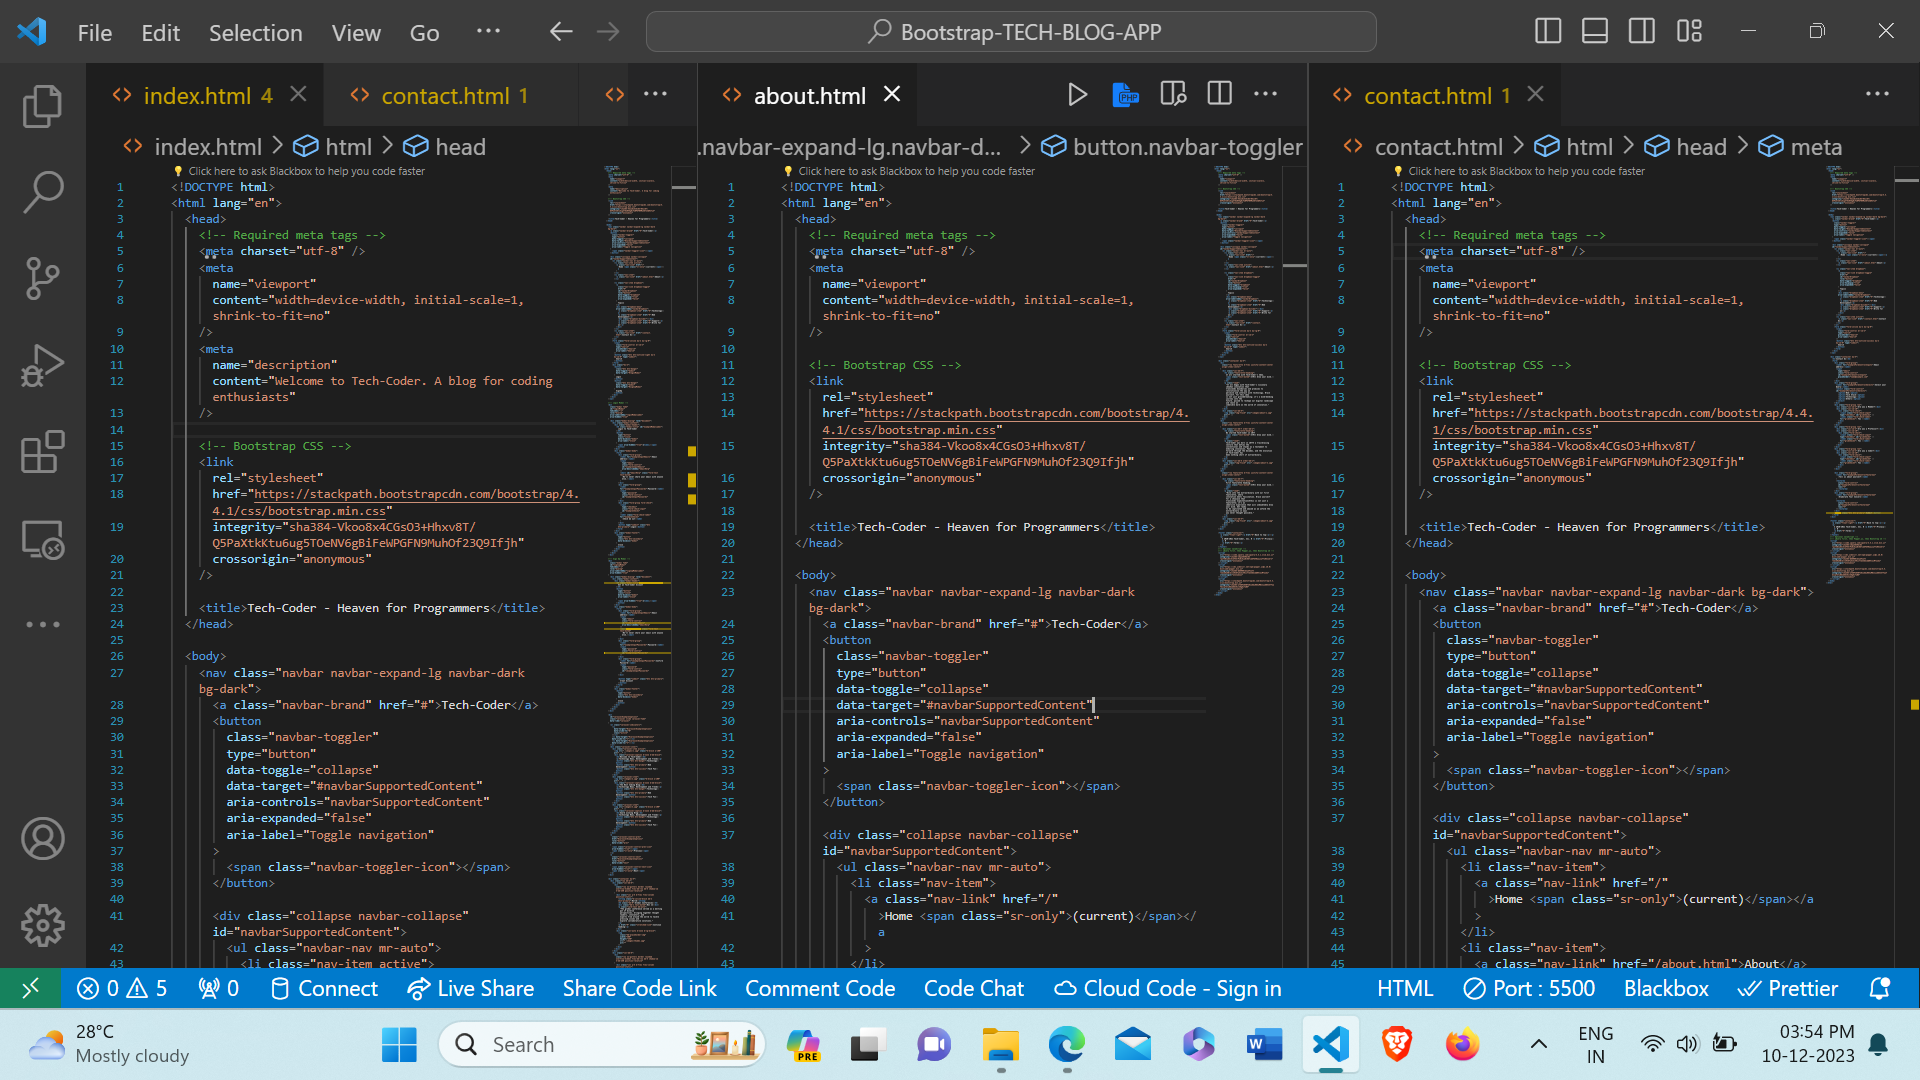 File Edit Selection View Go ··· Bootstrap-TECH-BLOG-APP
index.html 4 contact.html 1 ···
index.html > html > head
Click here to ask Blackbox to help you code faster
1 <!DOCTYPE html>
2 <html lang="en">
3 <head>
4 <!-- Required meta tags -->
5 <meta charset="utf-8" />
6 <meta
7 name="viewport"
8 content="width=device-width, initial-scale=1,
shrink-to-fit=no"
9 />
10 <meta
11 name="description"
12 content="Welcome to Tech-Coder. A blog for coding
enthusiasts"
13 />
14
15 <!-- Bootstrap CSS -->
16 <link
17 rel="stylesheet"
18 href="https://stackpath.bootstrapcdn.com/bootstrap/4.
4.1/css/bootstrap.min.css"
19 integrity="sha384-Vkoo8x4CGsO3+Hhxv8T/
Q5PaXtkKtu6ug5TOeNV6gBiFeWPGFN9MuhOf23Q9Ifjh"
20 crossorigin="anonymous"
21 />
22
23 <title>Tech-Coder - Heaven for Programmers</title>
24 </head>
25
26 <body>
27 <nav class="navbar navbar-expand-lg navbar-dark
bg-dark">
28 <a class="navbar-brand" href="#">Tech-Coder</a>
29 <button
30 class="navbar-toggler"
31 type="button"
32 data-toggle="collapse"
33 data-target="#navbarSupportedContent"
34 aria-controls="navbarSupportedContent"
35 aria-expanded="false"
36 aria-label="Toggle navigation"
37 >
38 <span class="navbar-toggler-icon"></span>
39 </button>
40
41 <div class="collapse navbar-collapse"
id="navbarSupportedContent">
42 <ul class="navbar-nav mr-auto">
43 <li class="nav-item active">
about.html ···
.navbar-expand-lg.navbar-d... > button.navbar-toggler
Click here to ask Blackbox to help you code faster
1 <!DOCTYPE html>
2 <html lang="en">
3 <head>
4 <!-- Required meta tags -->
5 <meta charset="utf-8" />
6 <meta
7 name="viewport"
8 content="width=device-width, initial-scale=1,
shrink-to-fit=no"
9 />
10
11 <!-- Bootstrap CSS -->
12 <link
13 rel="stylesheet"
14 href="https://stackpath.bootstrapcdn.com/bootstrap/4.
4.1/css/bootstrap.min.css"
15 integrity="sha384-Vkoo8x4CGsO3+Hhxv8T/
Q5PaXtkKtu6ug5TOeNV6gBiFeWPGFN9MuhOf23Q9Ifjh"
16 crossorigin="anonymous"
17 />
18
19 <title>Tech-Coder - Heaven for Programmers</title>
20 </head>
21
22 <body>
23 <nav class="navbar navbar-expand-lg navbar-dark
bg-dark">
24 <a class="navbar-brand" href="#">Tech-Coder</a>
25 <button
26 class="navbar-toggler"
27 type="button"
28 data-toggle="collapse"
29 data-target="#navbarSupportedContent"
30 aria-controls="navbarSupportedContent"
31 aria-expanded="false"
32 aria-label="Toggle navigation"
33 >
34 <span class="navbar-toggler-icon"></span>
35 </button>
36
37 <div class="collapse navbar-collapse"
id="navbarSupportedContent">
38 <ul class="navbar-nav mr-auto">
39 <li class="nav-item">
40 <a class="nav-link" href="/"
41 >Home <span class="sr-only">(current)</span></
a
42 >
43 </li>
contact.html 1 ···
contact.html > html > head > meta
Click here to ask Blackbox to help you code faster
1 <!DOCTYPE html>
2 <html lang="en">
3 <head>
4 <!-- Required meta tags -->
5 <meta charset="utf-8" />
6 <meta
7 name="viewport"
8 content="width=device-width, initial-scale=1,
shrink-to-fit=no"
9 />
10
11 <!-- Bootstrap CSS -->
12 <link
13 rel="stylesheet"
14 href="https://stackpath.bootstrapcdn.com/bootstrap/4.4.
1/css/bootstrap.min.css"
15 integrity="sha384-Vkoo8x4CGsO3+Hhxv8T/
Q5PaXtkKtu6ug5TOeNV6gBiFeWPGFN9MuhOf23Q9Ifjh"
16 crossorigin="anonymous"
17 />
18
19 <title>Tech-Coder - Heaven for Programmers</title>
20 </head>
21
22 <body>
23 <nav class="navbar navbar-expand-lg navbar-dark bg-dark">
24 <a class="navbar-brand" href="#">Tech-Coder</a>
25 <button
26 class="navbar-toggler"
27 type="button"
28 data-toggle="collapse"
29 data-target="#navbarSupportedContent"
30 aria-controls="navbarSupportedContent"
31 aria-expanded="false"
32 aria-label="Toggle navigation"
33 >
34 <span class="navbar-toggler-icon"></span>
35 </button>
36
37 <div class="collapse navbar-collapse"
id="navbarSupportedContent">
38 <ul class="navbar-nav mr-auto">
39 <li class="nav-item">
40 <a class="nav-link" href="/"
41 >Home <span class="sr-only">(current)</span></a
42 >
43 </li>
44 <li class="nav-item">
45 <a class="nav-link" href="/about.html">About</a>
0 5 0 Connect Live Share Share Code Link Comment Code Code Chat Cloud Code - Sign in HTML Port : 5500 Blackbox Prettier
28°C
Mostly cloudy
Search
PRE
ENG
IN
03:54 PM
10-12-2023